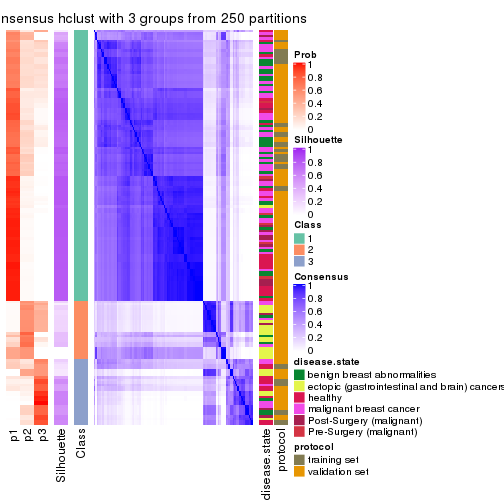 nsensus hclust with 3 groups from 250 partitions
Prob
1
0.8
0.6
0.4
0.2
0
Silhouette
1
0.8
0.6
0.4
0.2
0
Class
1
2
3
Consensus
1
0.8
0.6
0.4
0.2
0
disease.state
benign breast abnormalities
ectopic (gastrointestinal and brain) cancers
healthy
malignant breast cancer
Post-Surgery (malignant)
Pre-Surgery (malignant)
protocol
training set
validation set
p1
p2
p3
Silhouette
Class
disease.state
protocol